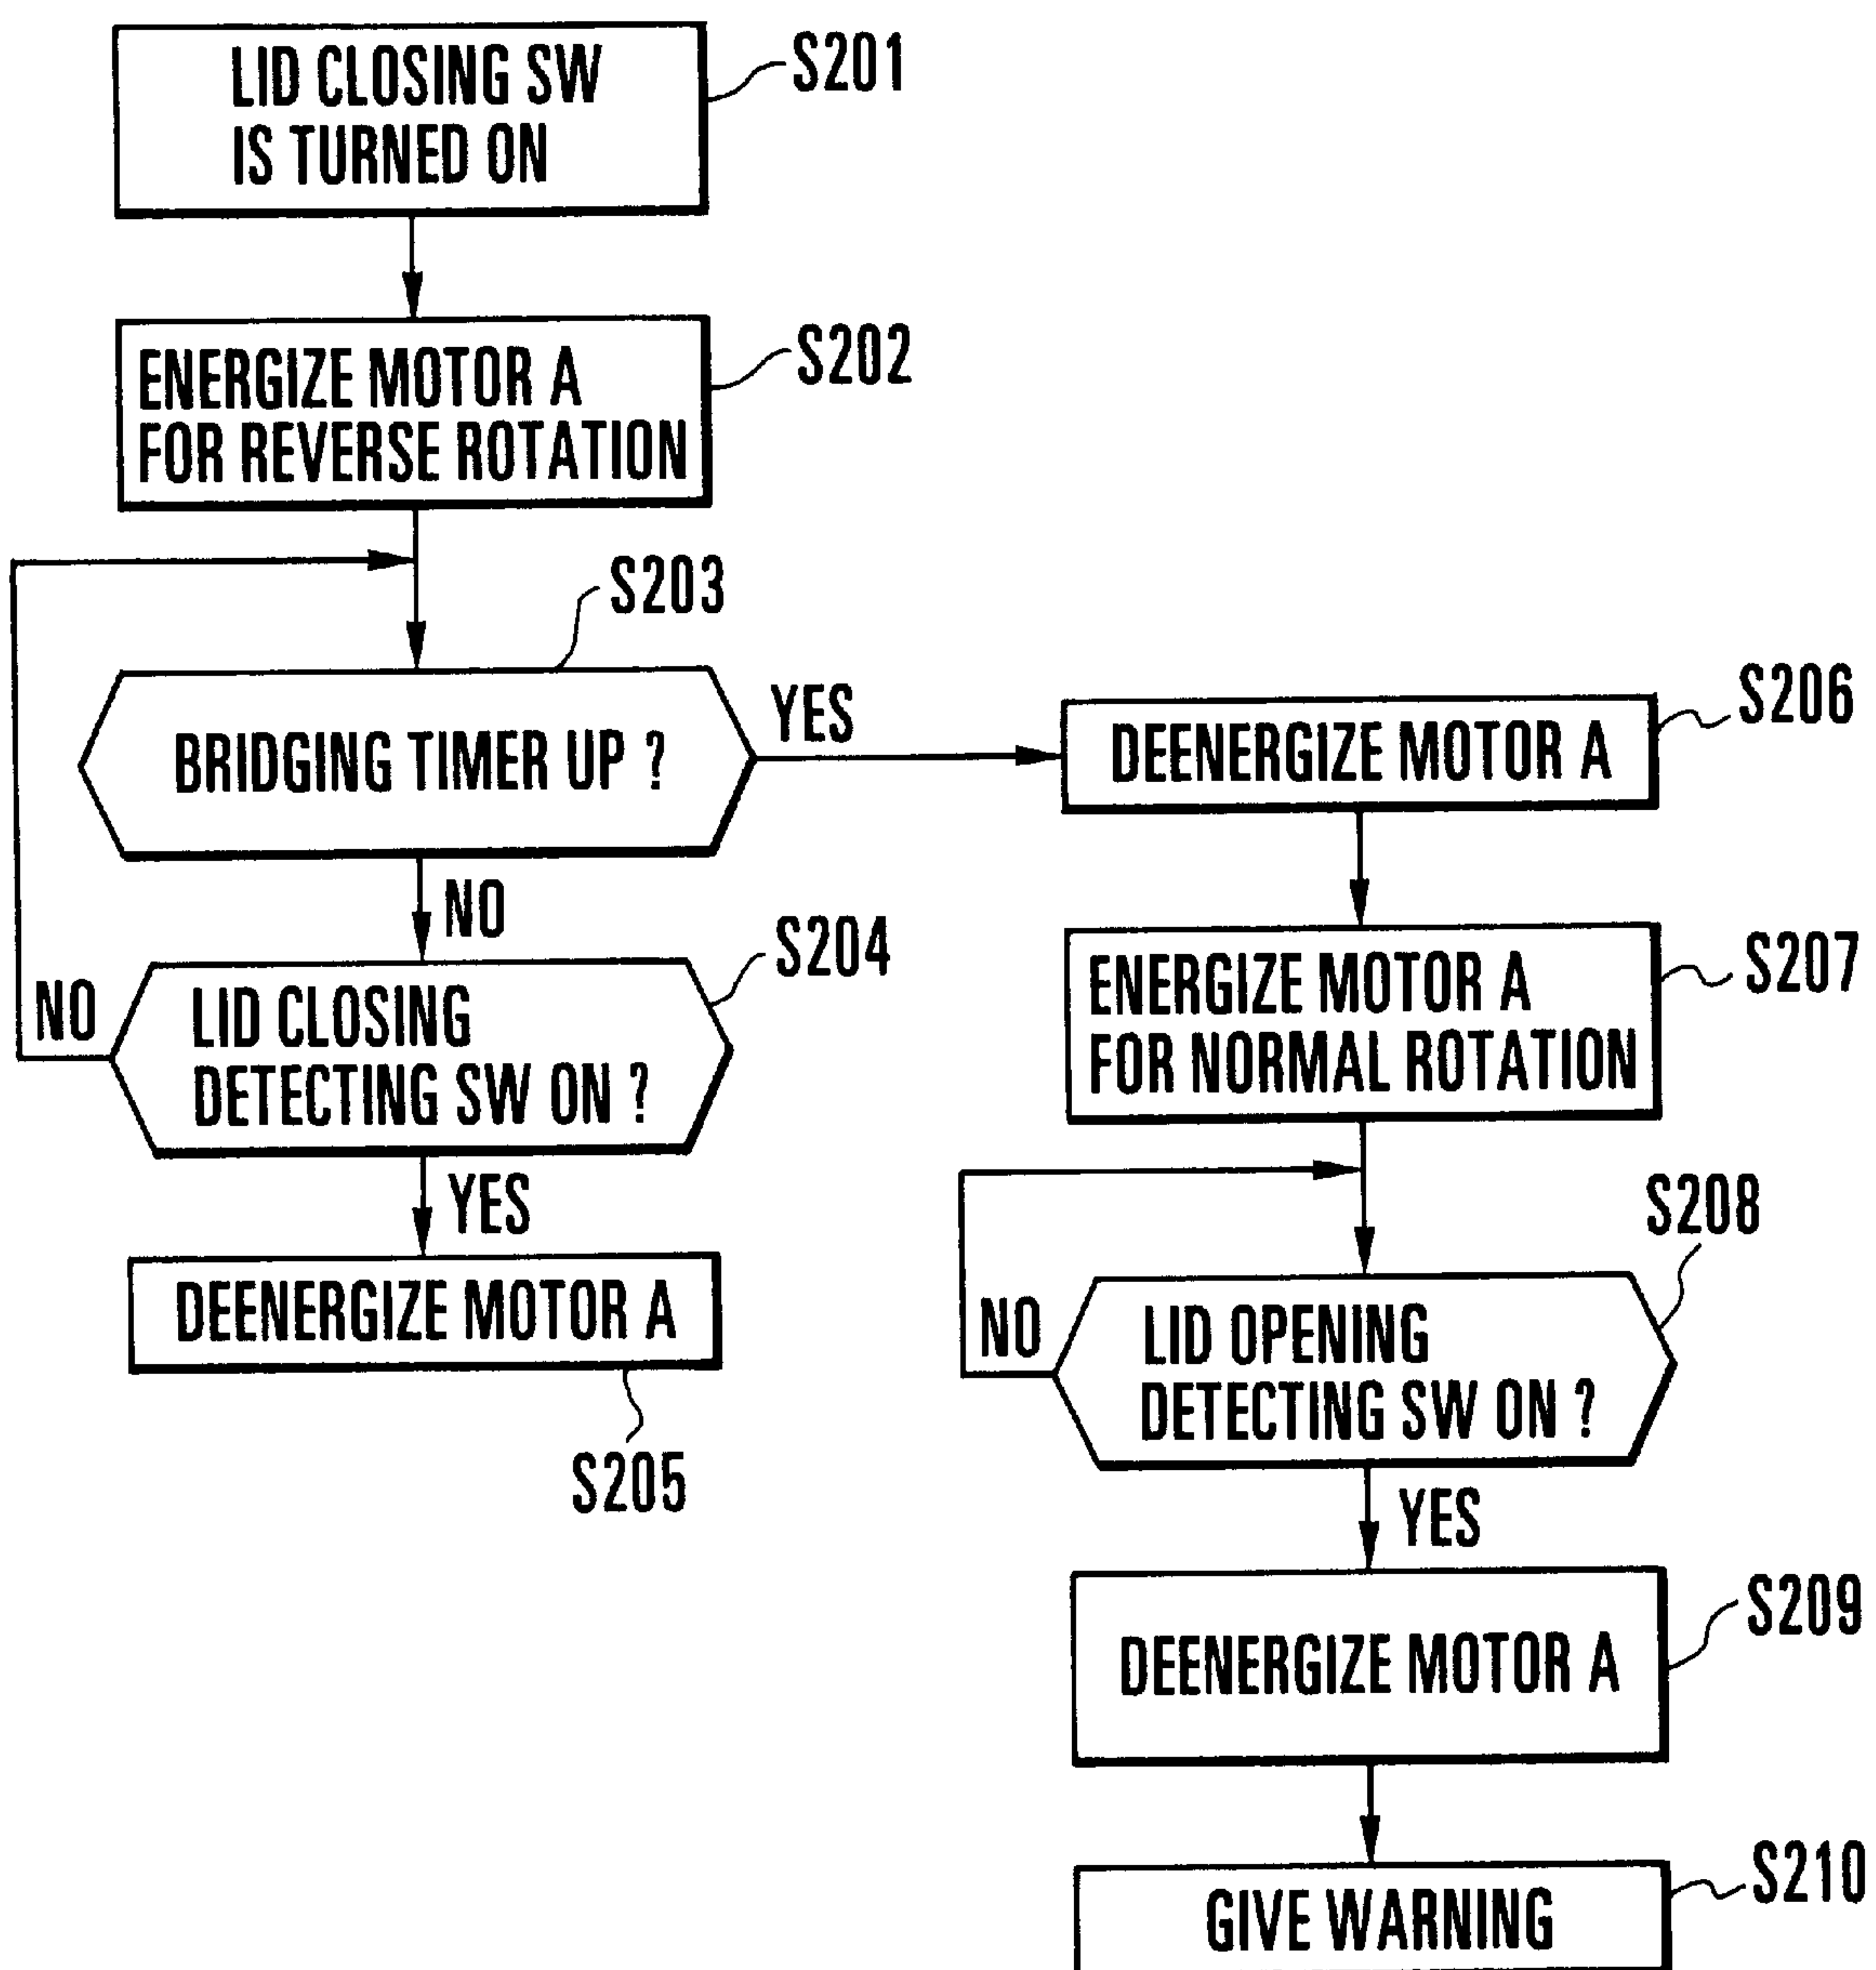 LID CLOSING SW
IS TURNED ON
S201
ENERGIZE MOTOR A
FOR REVERSE ROTATION
S202
S203
BRIDGING TIMER UP ?
YES
NO
S204
LID CLOSING
DETECTING SW ON ?
NO
YES
DEENERGIZE MOTOR A
S205
DEENERGIZE MOTOR A
S206
ENERGIZE MOTOR A
FOR NORMAL ROTATION
S207
S208
LID OPENING
DETECTING SW ON ?
NO
YES
DEENERGIZE MOTOR A
S209
GIVE WARNING
S210